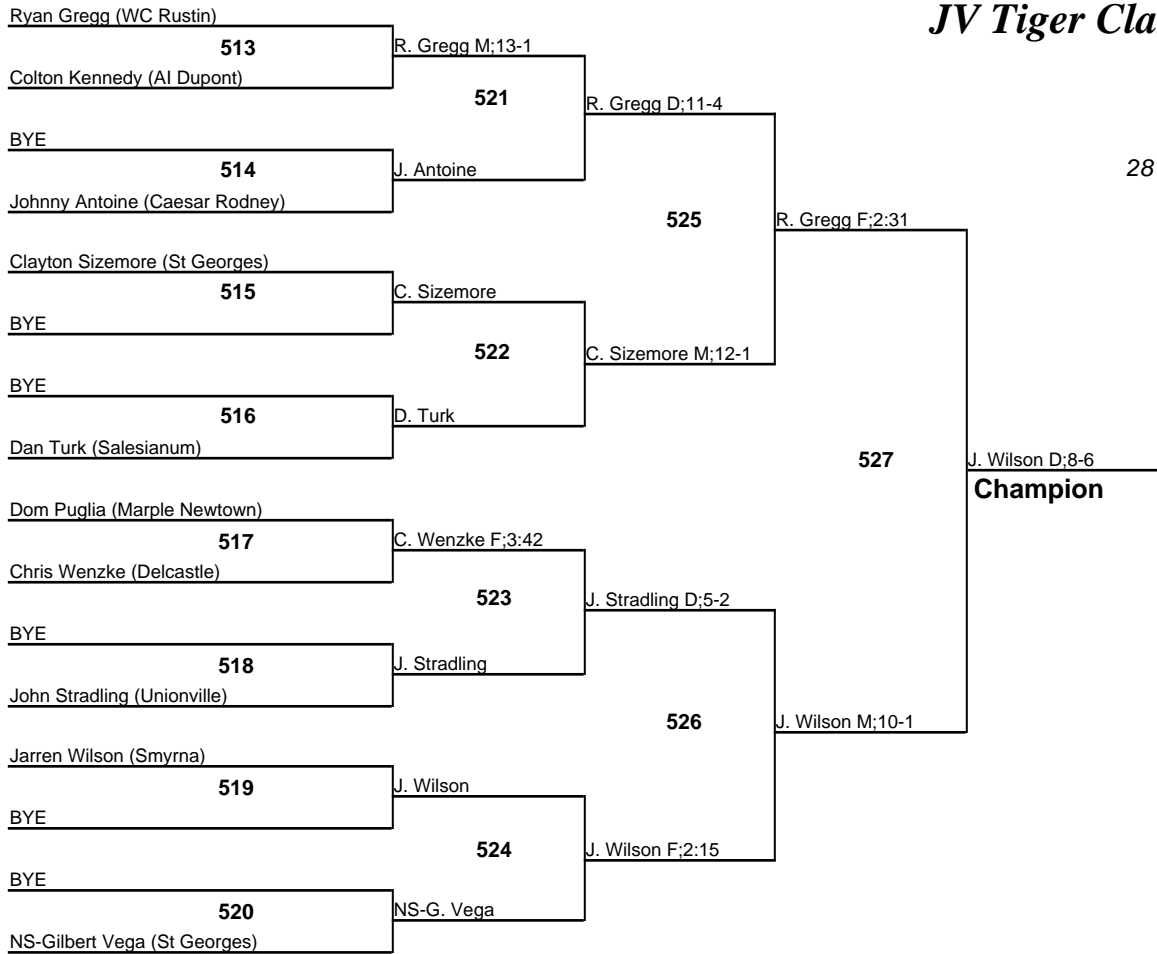 JV Tiger Cla
28
Ryan Gregg (WC Rustin)
513
Colton Kennedy (AI Dupont)
R. Gregg M;13-1
521
BYE
514
Johnny Antoine (Caesar Rodney)
J. Antoine
R. Gregg D;11-4
525
Clayton Sizemore (St Georges)
515
BYE
C. Sizemore
522
BYE
516
Dan Turk (Salesianum)
D. Turk
C. Sizemore M;12-1
R. Gregg F;2:31
527
Dom Puglia (Marple Newtown)
517
Chris Wenzke (Delcastle)
C. Wenzke F;3:42
523
BYE
518
John Stradling (Unionville)
J. Stradling
J. Stradling D;5-2
526
Jarren Wilson (Smyrna)
519
BYE
J. Wilson
524
BYE
520
NS-Gilbert Vega (St Georges)
NS-G. Vega
J. Wilson F;2:15
J. Wilson M;10-1
J. Wilson D;8-6
Champion